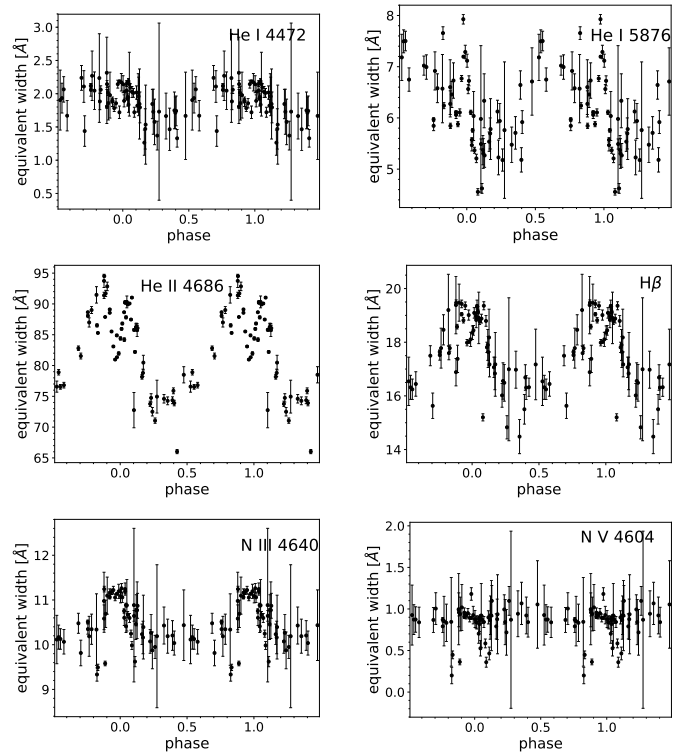 He I 4472
equivalent width [Å]
3.0
2.5
2.0
1.5
1.0
0.5
0.0 0.5 1.0
phase
He I 5876
equivalent width [Å]
8
7
6
5
0.0 0.5 1.0
phase
He II 4686
equivalent width [Å]
95
90
85
80
75
70
65
0.0 0.5 1.0
phase
Hβ
equivalent width [Å]
20
18
16
14
0.0 0.5 1.0
phase
N III 4640
equivalent width [Å]
12
11
10
9
0.0 0.5 1.0
phase
N V 4604
equivalent width [Å]
2.0
1.5
1.0
0.5
0.0
0.0 0.5 1.0
phase